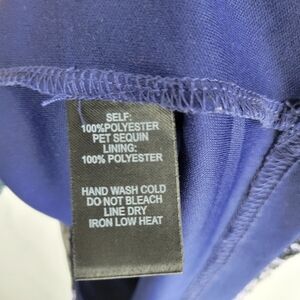 SELF:
100%POLYESTER
PET SEQUIN
LINING:
100% POLYESTER
HAND WASH COLD
DO NOT BLEACH
LINE DRY
IRON LOW HEAT